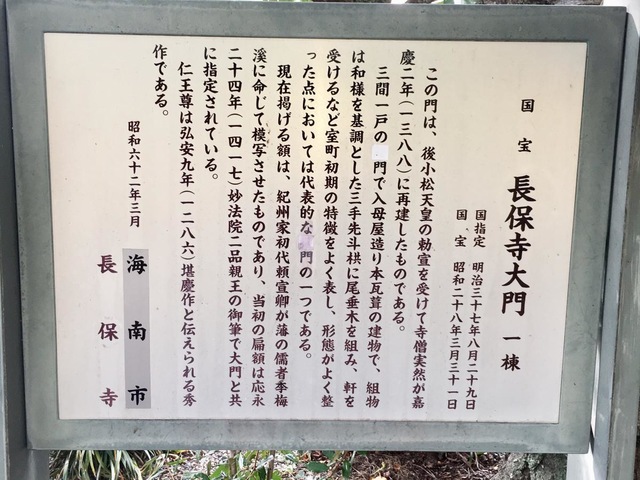 国宝 長保寺大門 一棟
国指定 明治三十七年八月二十九日
国宝 昭和二十八年三月三十一日
この門は、後小松天皇の勅宣を受けて寺僧実然が嘉
慶二年(一三八八)に再建したものである。
三間一戸の 門で入母屋造り本瓦葺の建物で、組物
は和様を基調とした三手先斗栱に尾垂木を組み、軒を
受けるなど室町初期の特徴をよく表し、形態がよく整
った点においては代表的な 門の一つである。
現在掲げる額は、紀州家初代頼宣卿が藩の儒者李梅
溪に命じて模写させたものであり、当初の扁額は応永
二十四年(一四一七)妙法院二品親王の御筆で大門と共
に指定されている。
仁王尊は弘安九年(一二八六)堪慶作と伝えられる秀
作である。
昭和六十二年三月
海南市
長保寺